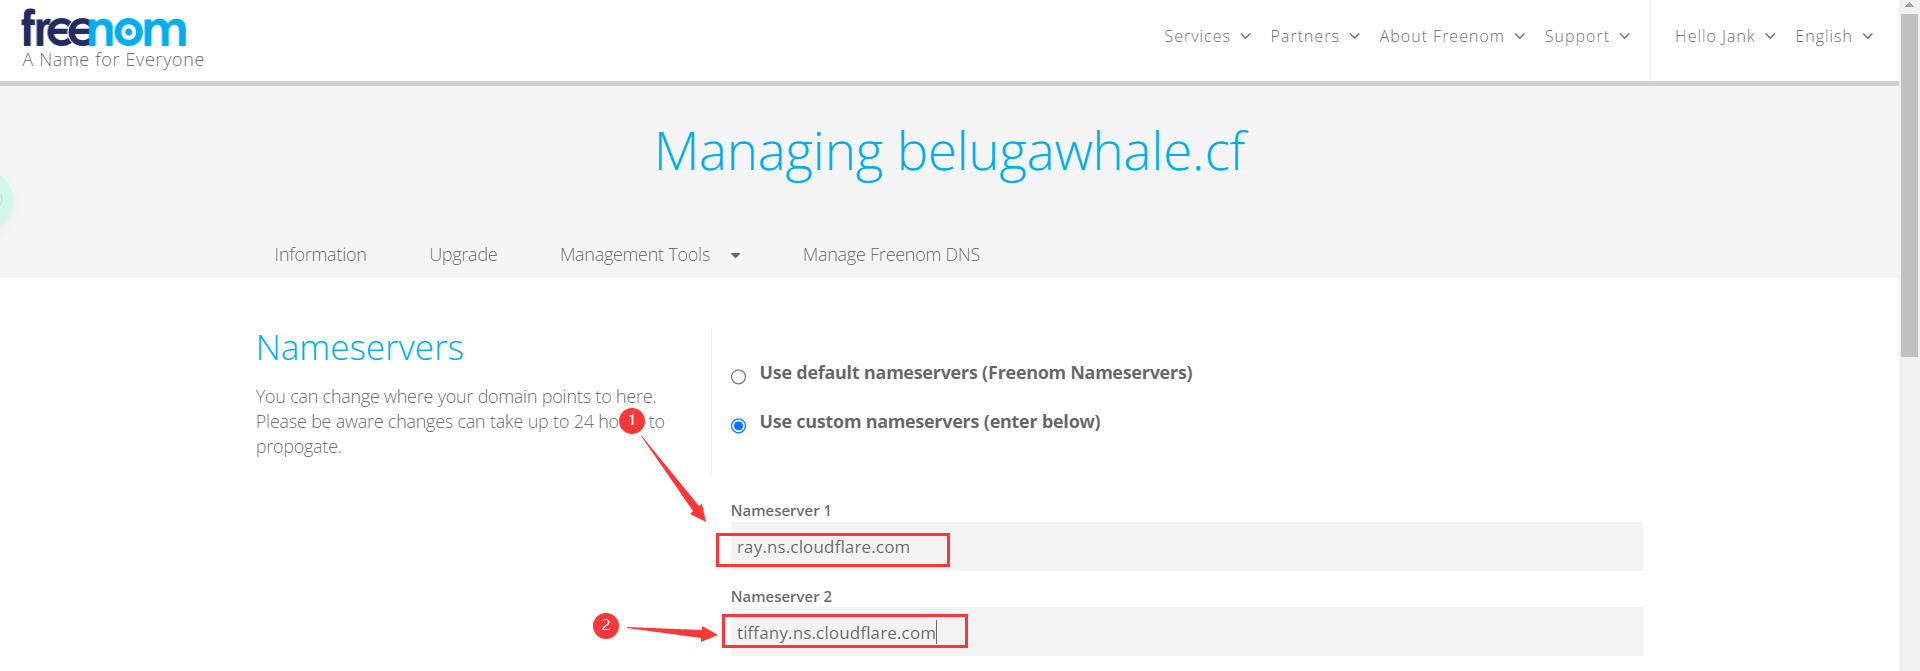 freenom
A Name for Everyone
Services Partners About Freenom Support Hello Jank English
Managing belugawhale.cf
Information Upgrade Management Tools Manage Freenom DNS
Nameservers
You can change where your domain points to here.
Please be aware changes can take up to 24 ho 1 to
propogate.
Use default nameservers (Freenom Nameservers)
Use custom nameservers (enter below)
Nameserver 1
ray.ns.cloudflare.com
Nameserver 2
2
tiffany.ns.cloudflare.com